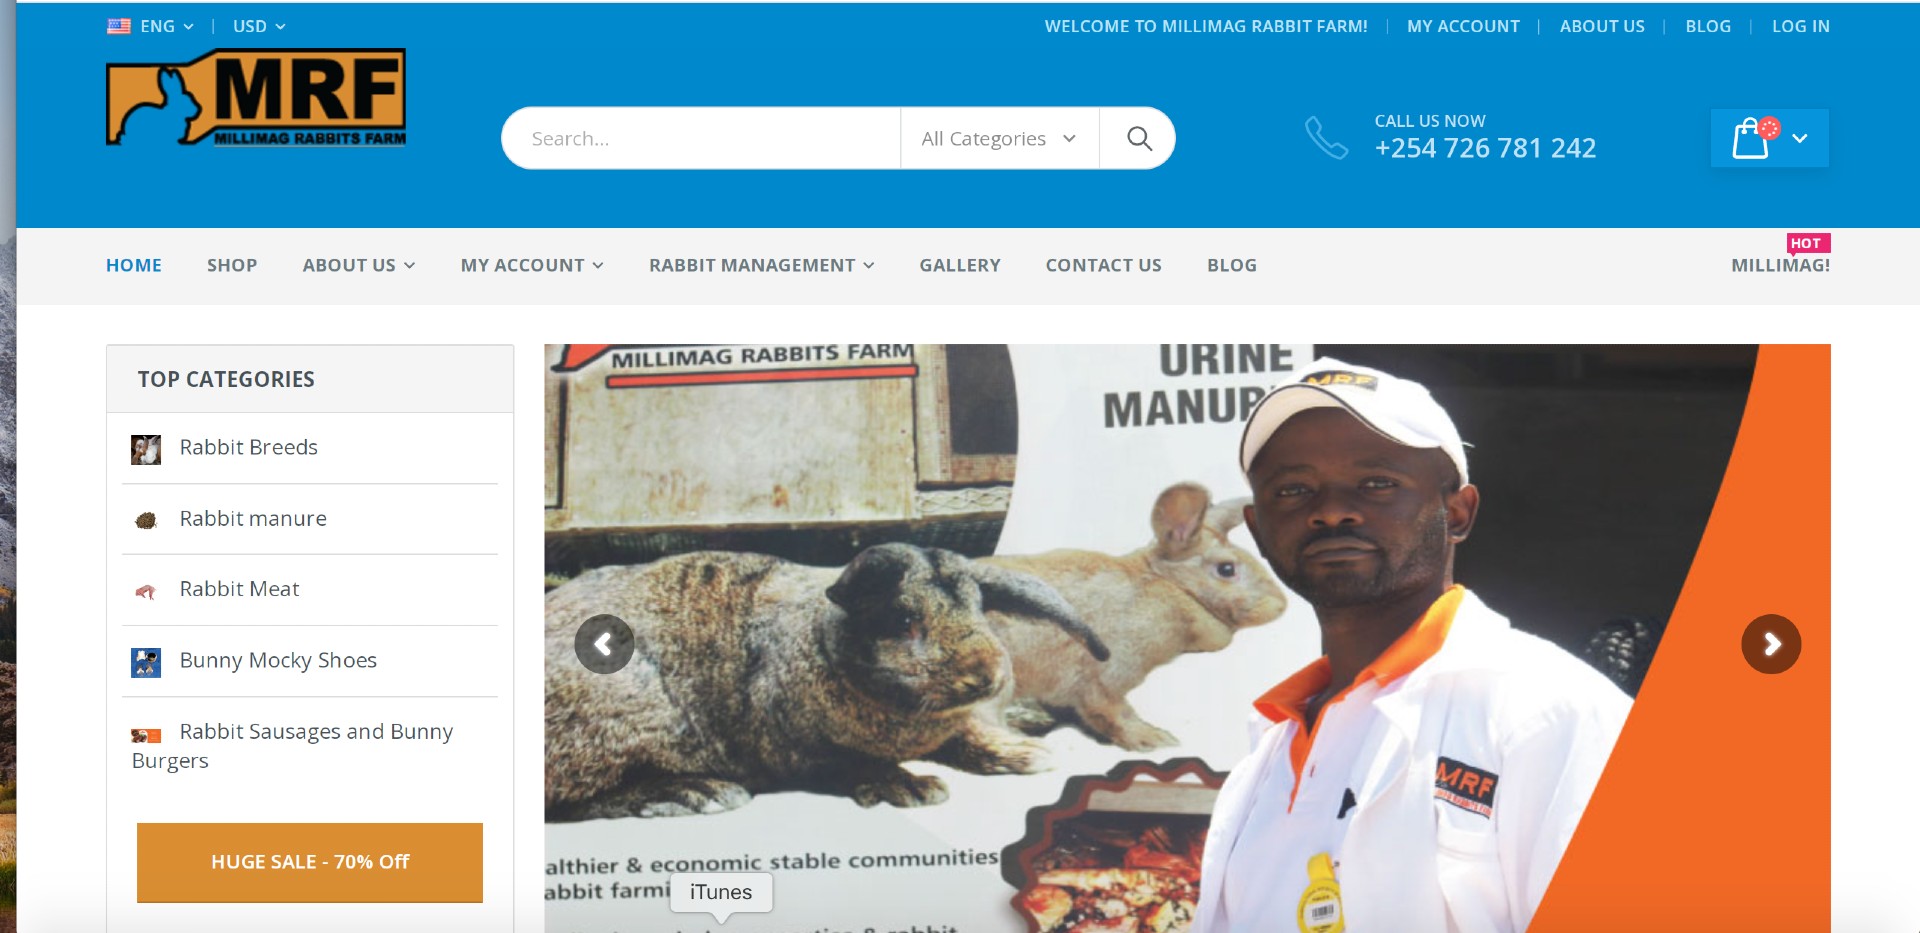 ENG
USD
WELCOME TO MILLIMAG RABBIT FARM!
MY ACCOUNT
ABOUT US
BLOG
LOG IN
MRF
MILLIMAG RABBITS FARM
Search...
All Categories
CALL US NOW
+254 726 781 242
HOME
SHOP
ABOUT US
MY ACCOUNT
RABBIT MANAGEMENT
GALLERY
CONTACT US
BLOG
HOT
MILLIMAG!
TOP CATEGORIES
Rabbit Breeds
Rabbit manure
Rabbit Meat
Bunny Mocky Shoes
Rabbit Sausages and Bunny
Burgers
HUGE SALE - 70% Off
MILLIMAG RABBITS FARM
URINE
MANUR
MRF
MRF
althier & economic stable communities
abbit farmi
iTunes
& rabbit